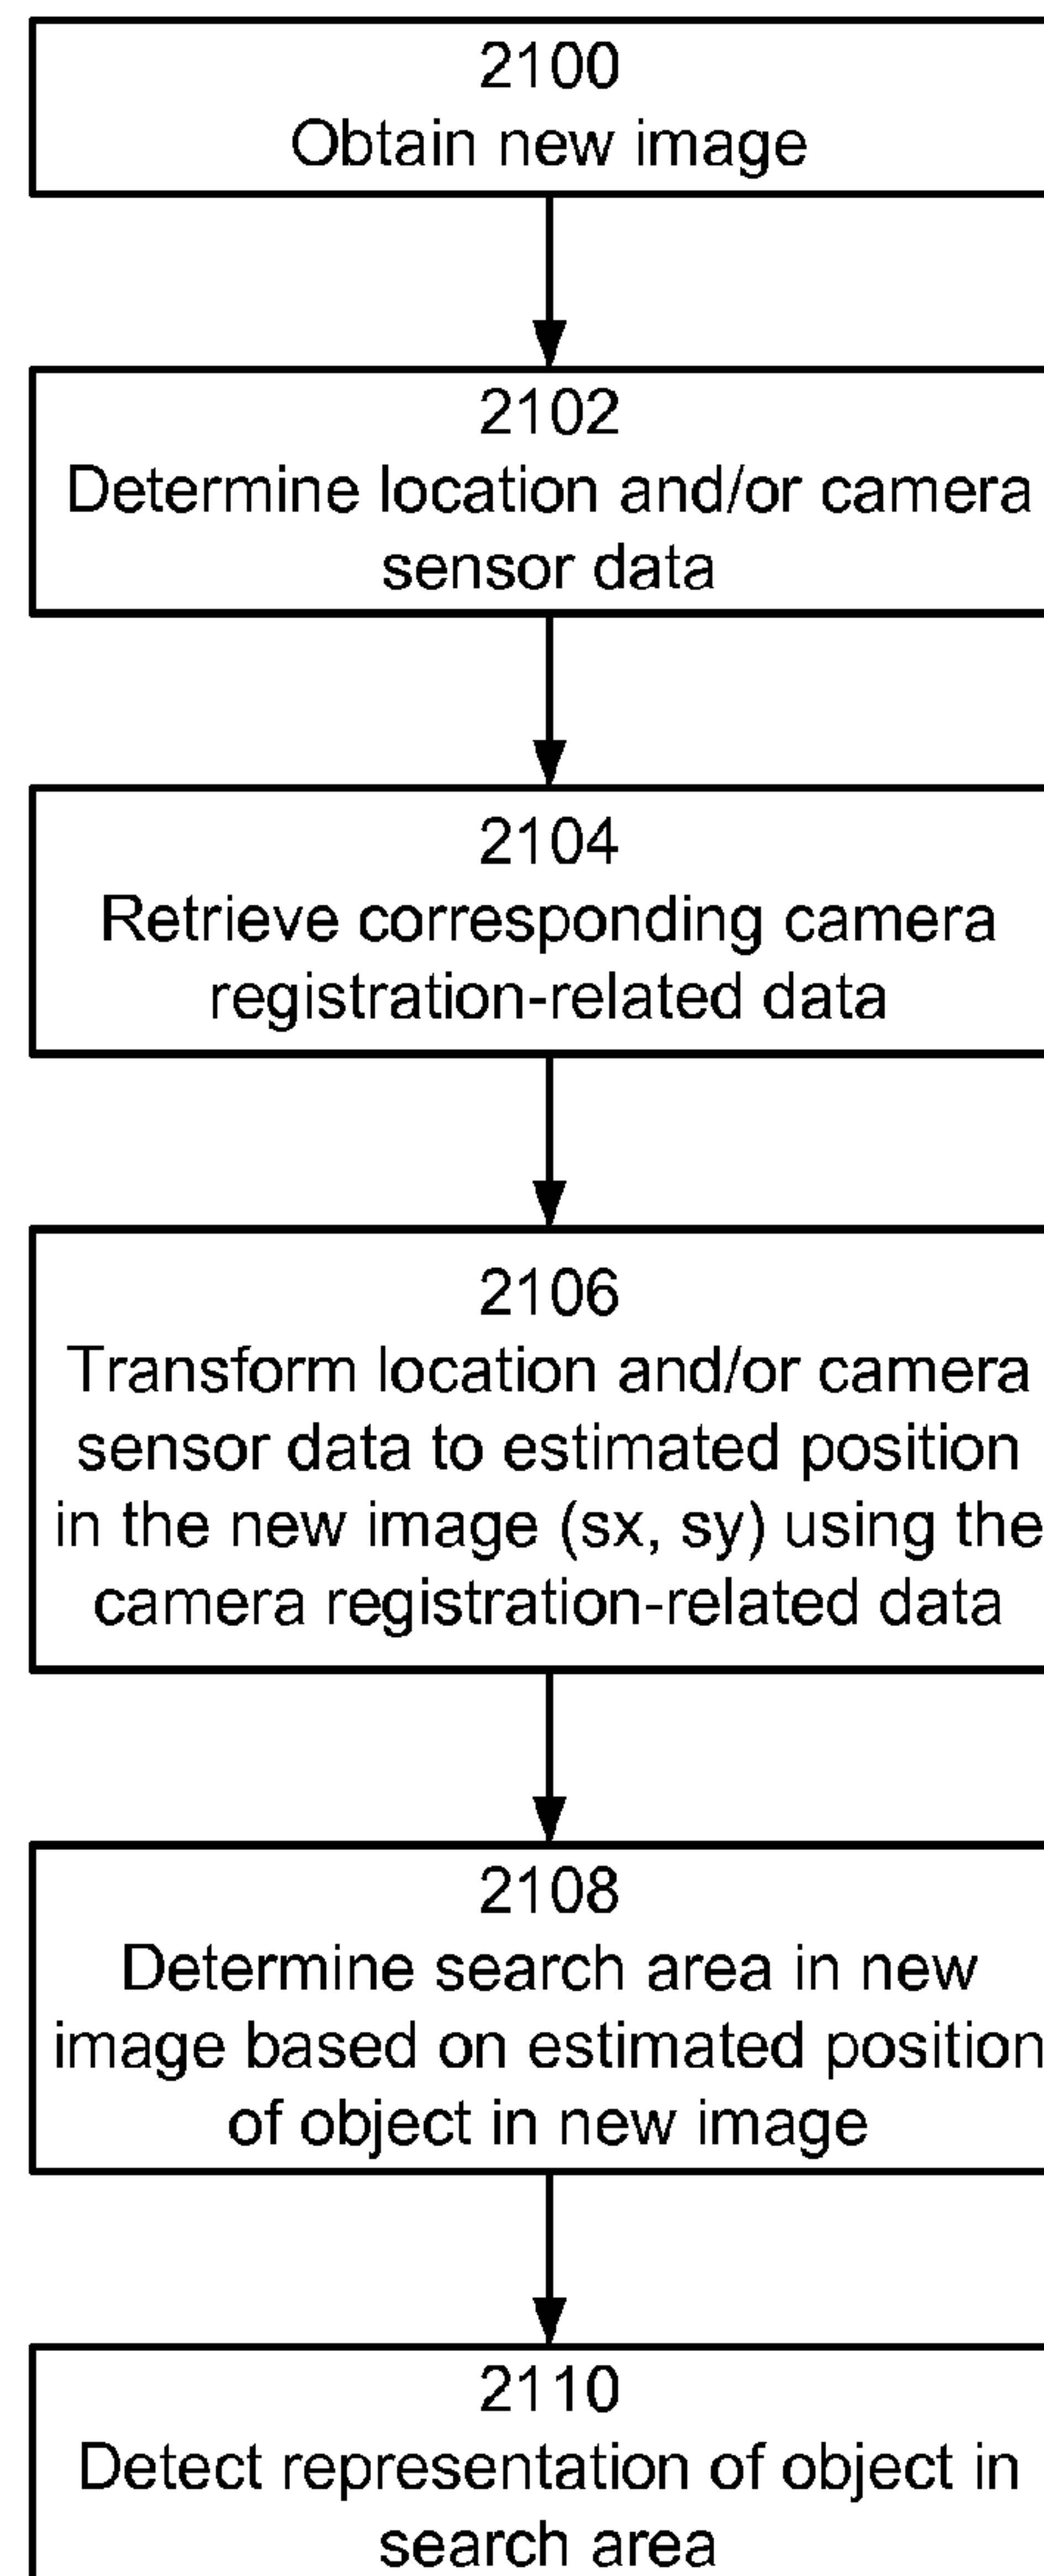 2100
Obtain new image
2102
Determine location and/or camera
sensor data
2104
Retrieve corresponding camera
registration-related data
2106
Transform location and/or camera
sensor data to estimated position
in the new image (sx, sy) using the
camera registration-related data
2108
Determine search area in new
image based on estimated position
of object in new image
2110
Detect representation of object in
search area